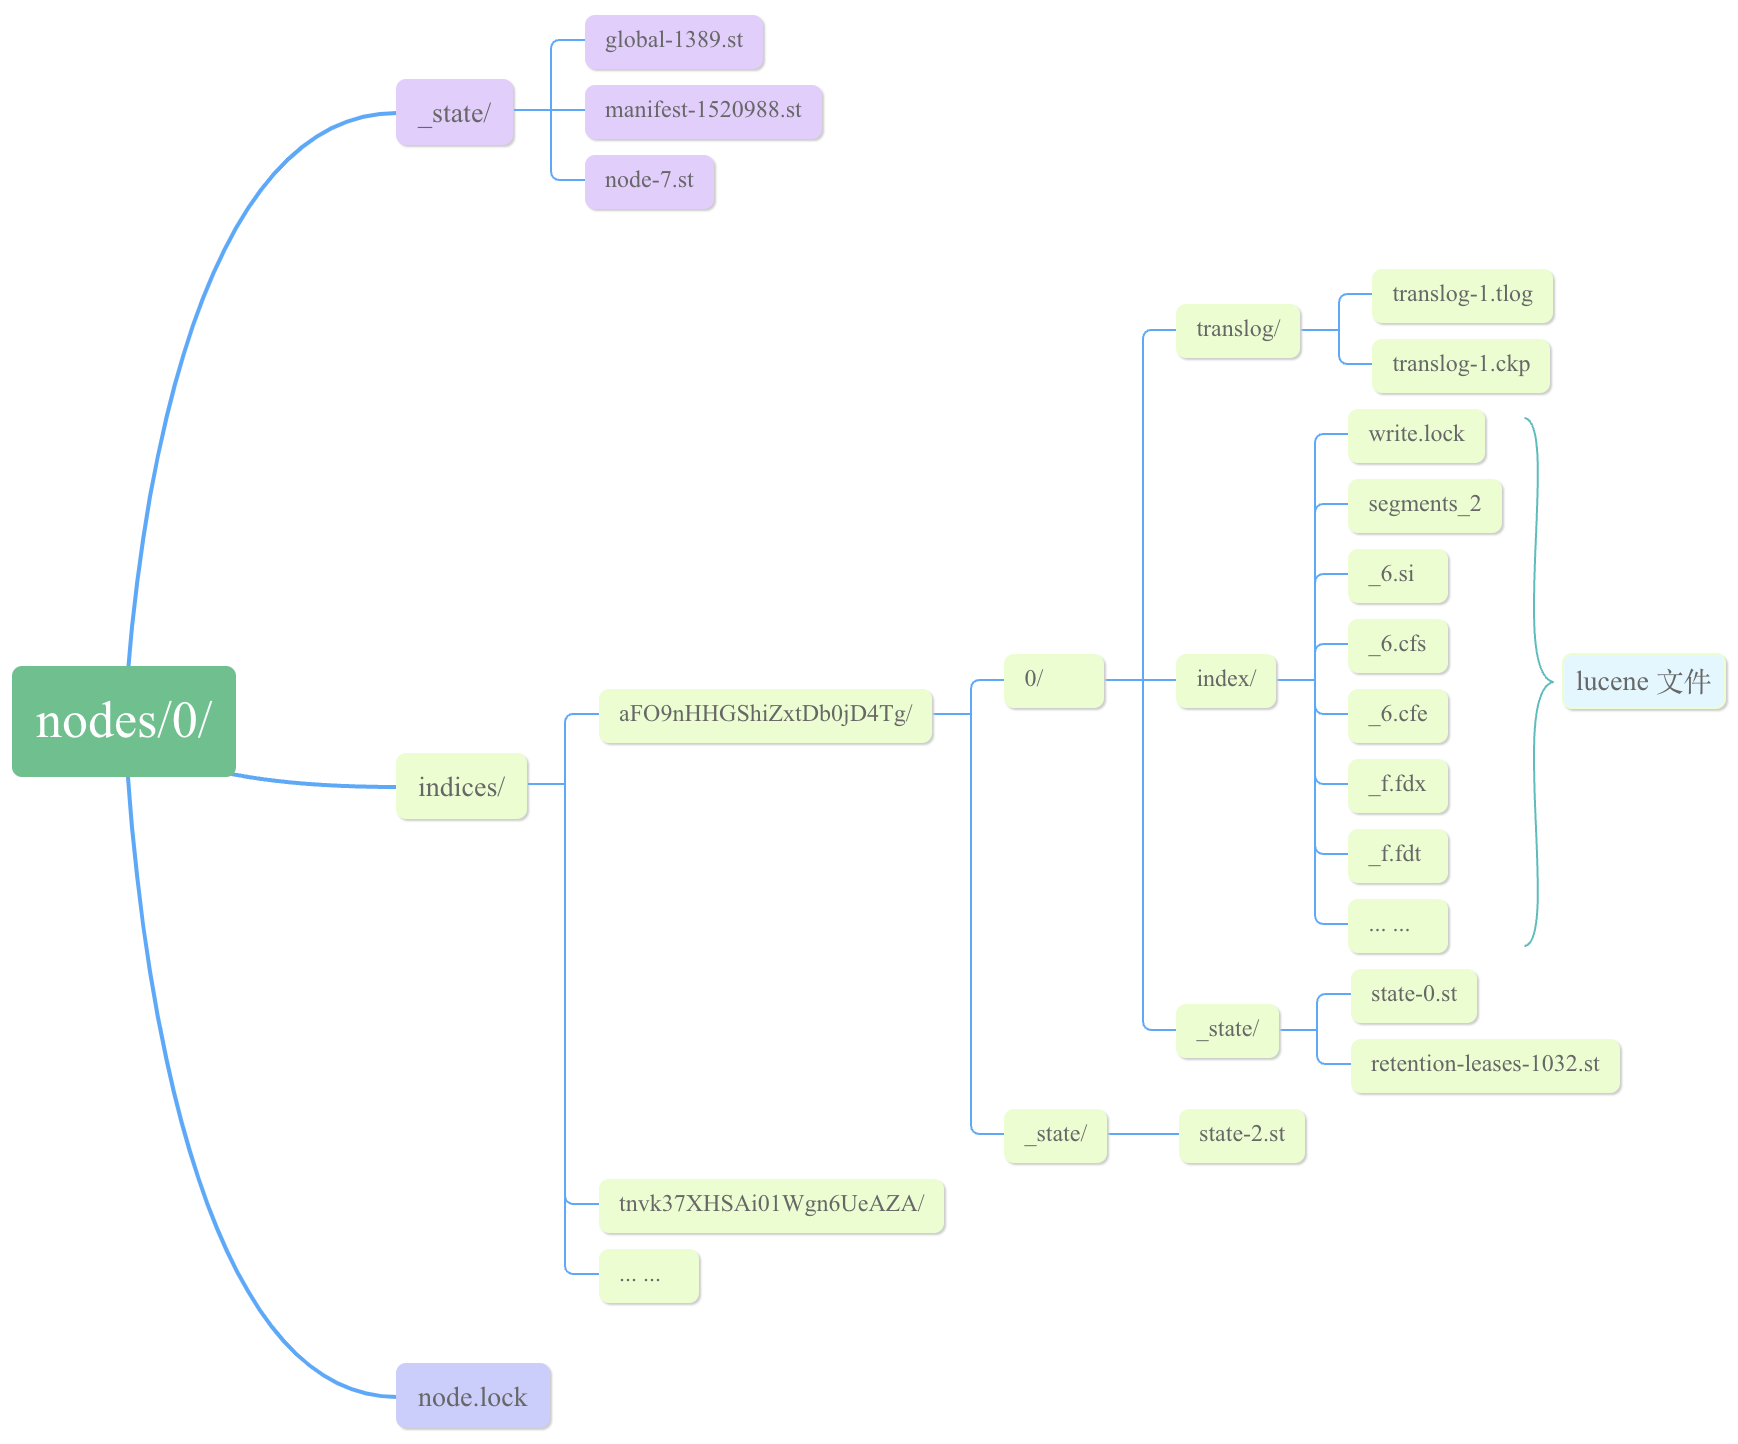 nodes/0/
_state/
global-1389.st
manifest-1520988.st
node-7.st
indices/
aFO9nHHGShiZxtDb0jD4Tg/
0/
translog/
translog-1.tlog
translog-1.ckp
index/
write.lock
segments_2
_6.si
_6.cfs
_6.cfe
_f.fdx
_f.fdt
... ...
lucene 文件
_state/
state-0.st
retention-leases-1032.st
_state/
state-2.st
tnvk37XHSAi01Wgn6UeAZA/
... ...
node.lock